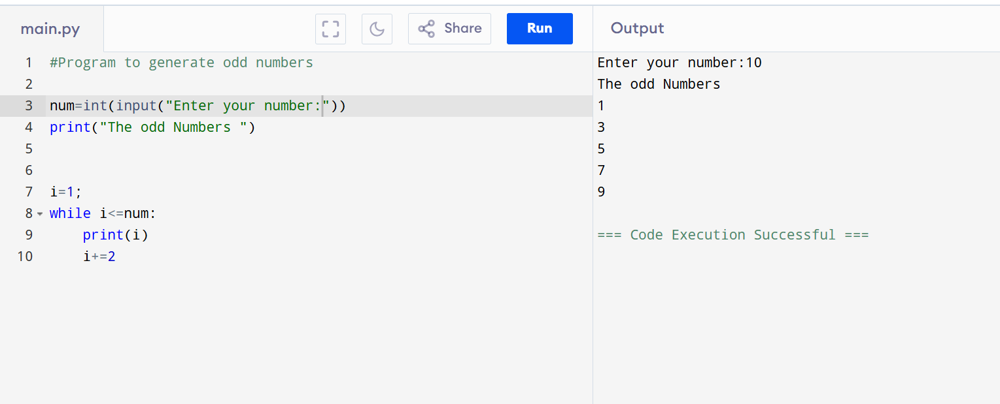 main.py
Share
Run
Output
1 #Program to generate odd numbers
2
3 num=int(input("Enter your number:"))
4 print("The odd Numbers ")
5
6
7 i=1;
8 while i<=num:
9     print(i)
10     i+=2
Enter your number:10
The odd Numbers
1
3
5
7
9
=== Code Execution Successful ===